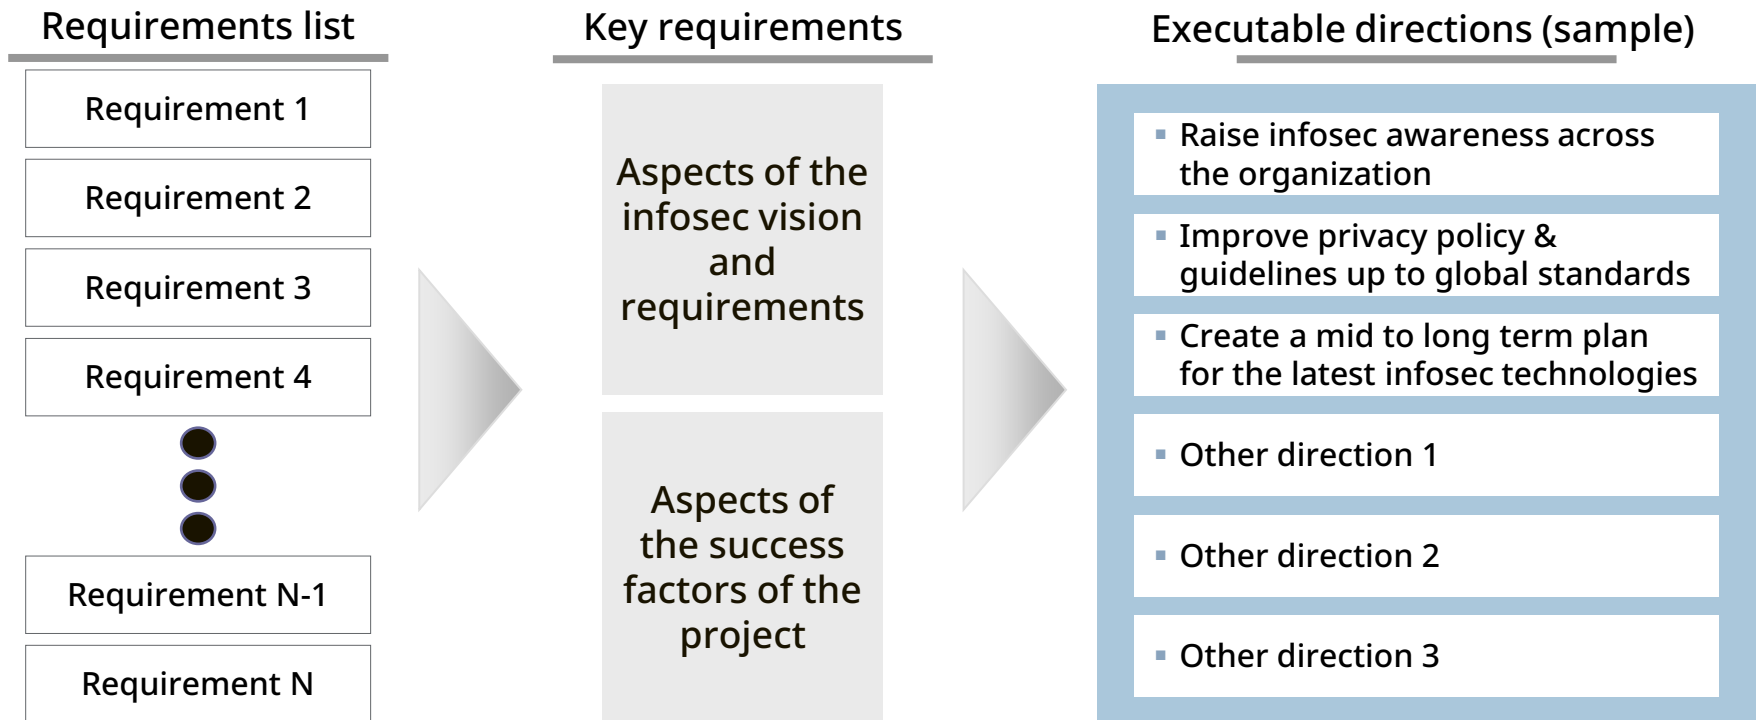 Requirements list
Requirement 1
Requirement 2
Requirement 3
Requirement 4
Requirement N-1
Requirement N
Key requirements
Aspects of the
infosec vision
and
requirements
Aspects of
the success
factors of the
project
Executable directions (sample)
▪ Raise infosec awareness across
the organization
▪ Improve privacy policy &
guidelines up to global standards
▪ Create a mid to long term plan
for the latest infosec technologies
▪ Other direction 1
▪ Other direction 2
▪ Other direction 3